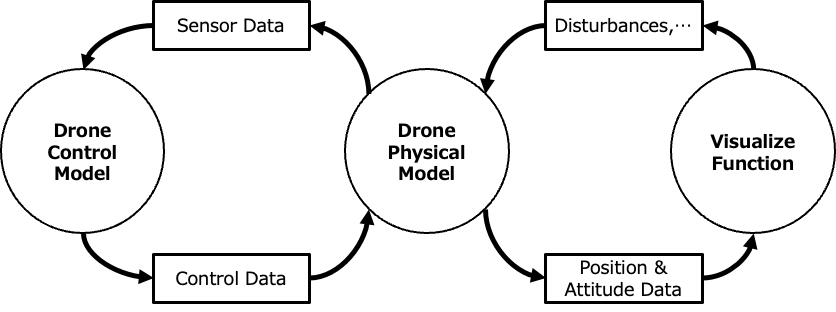 Sensor Data
Disturbances,⋯
Drone
Control
Model
Drone
Physical
Model
Visualize
Function
Control Data
Position &
Attitude Data